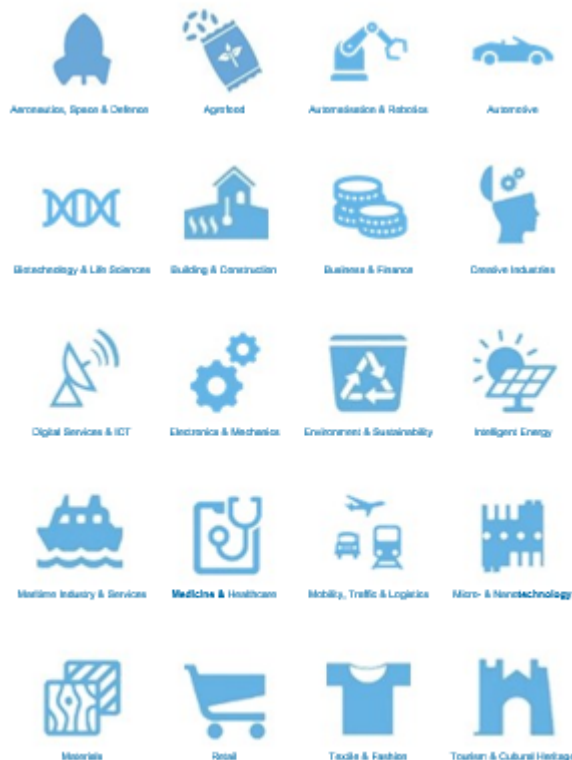 Aeronautics, Space & Defence
Agrofood
Automatisation & Robotics
Automotive
Biotechnology & Life Sciences
Building & Construction
Business & Finance
Creative Industries
Digital Services & ICT
Electronics & Mechanics
Environment & Sustainability
Intelligent Energy
Maritime Industry & Services
Medicine & Healthcare
Mobility, Traffic & Logistics
Micro- & Nanotechnology
Materials
Retail
Textile & Fashion
Tourism & Cultural Heritage